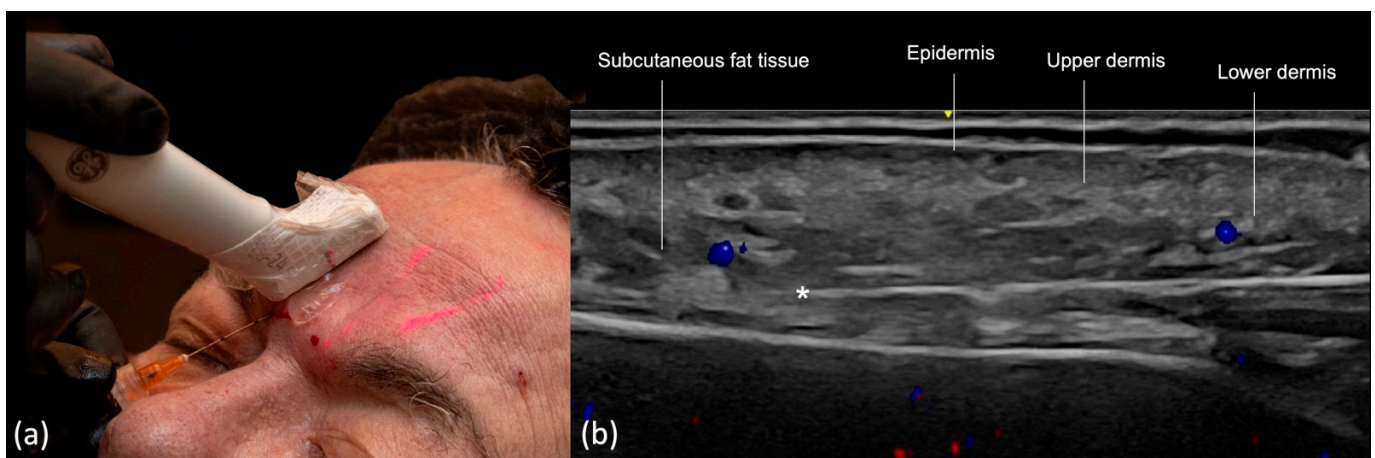 Subcutaneous fat tissue
Epidermis
Upper dermis
Lower dermis
*
(a)
(b)